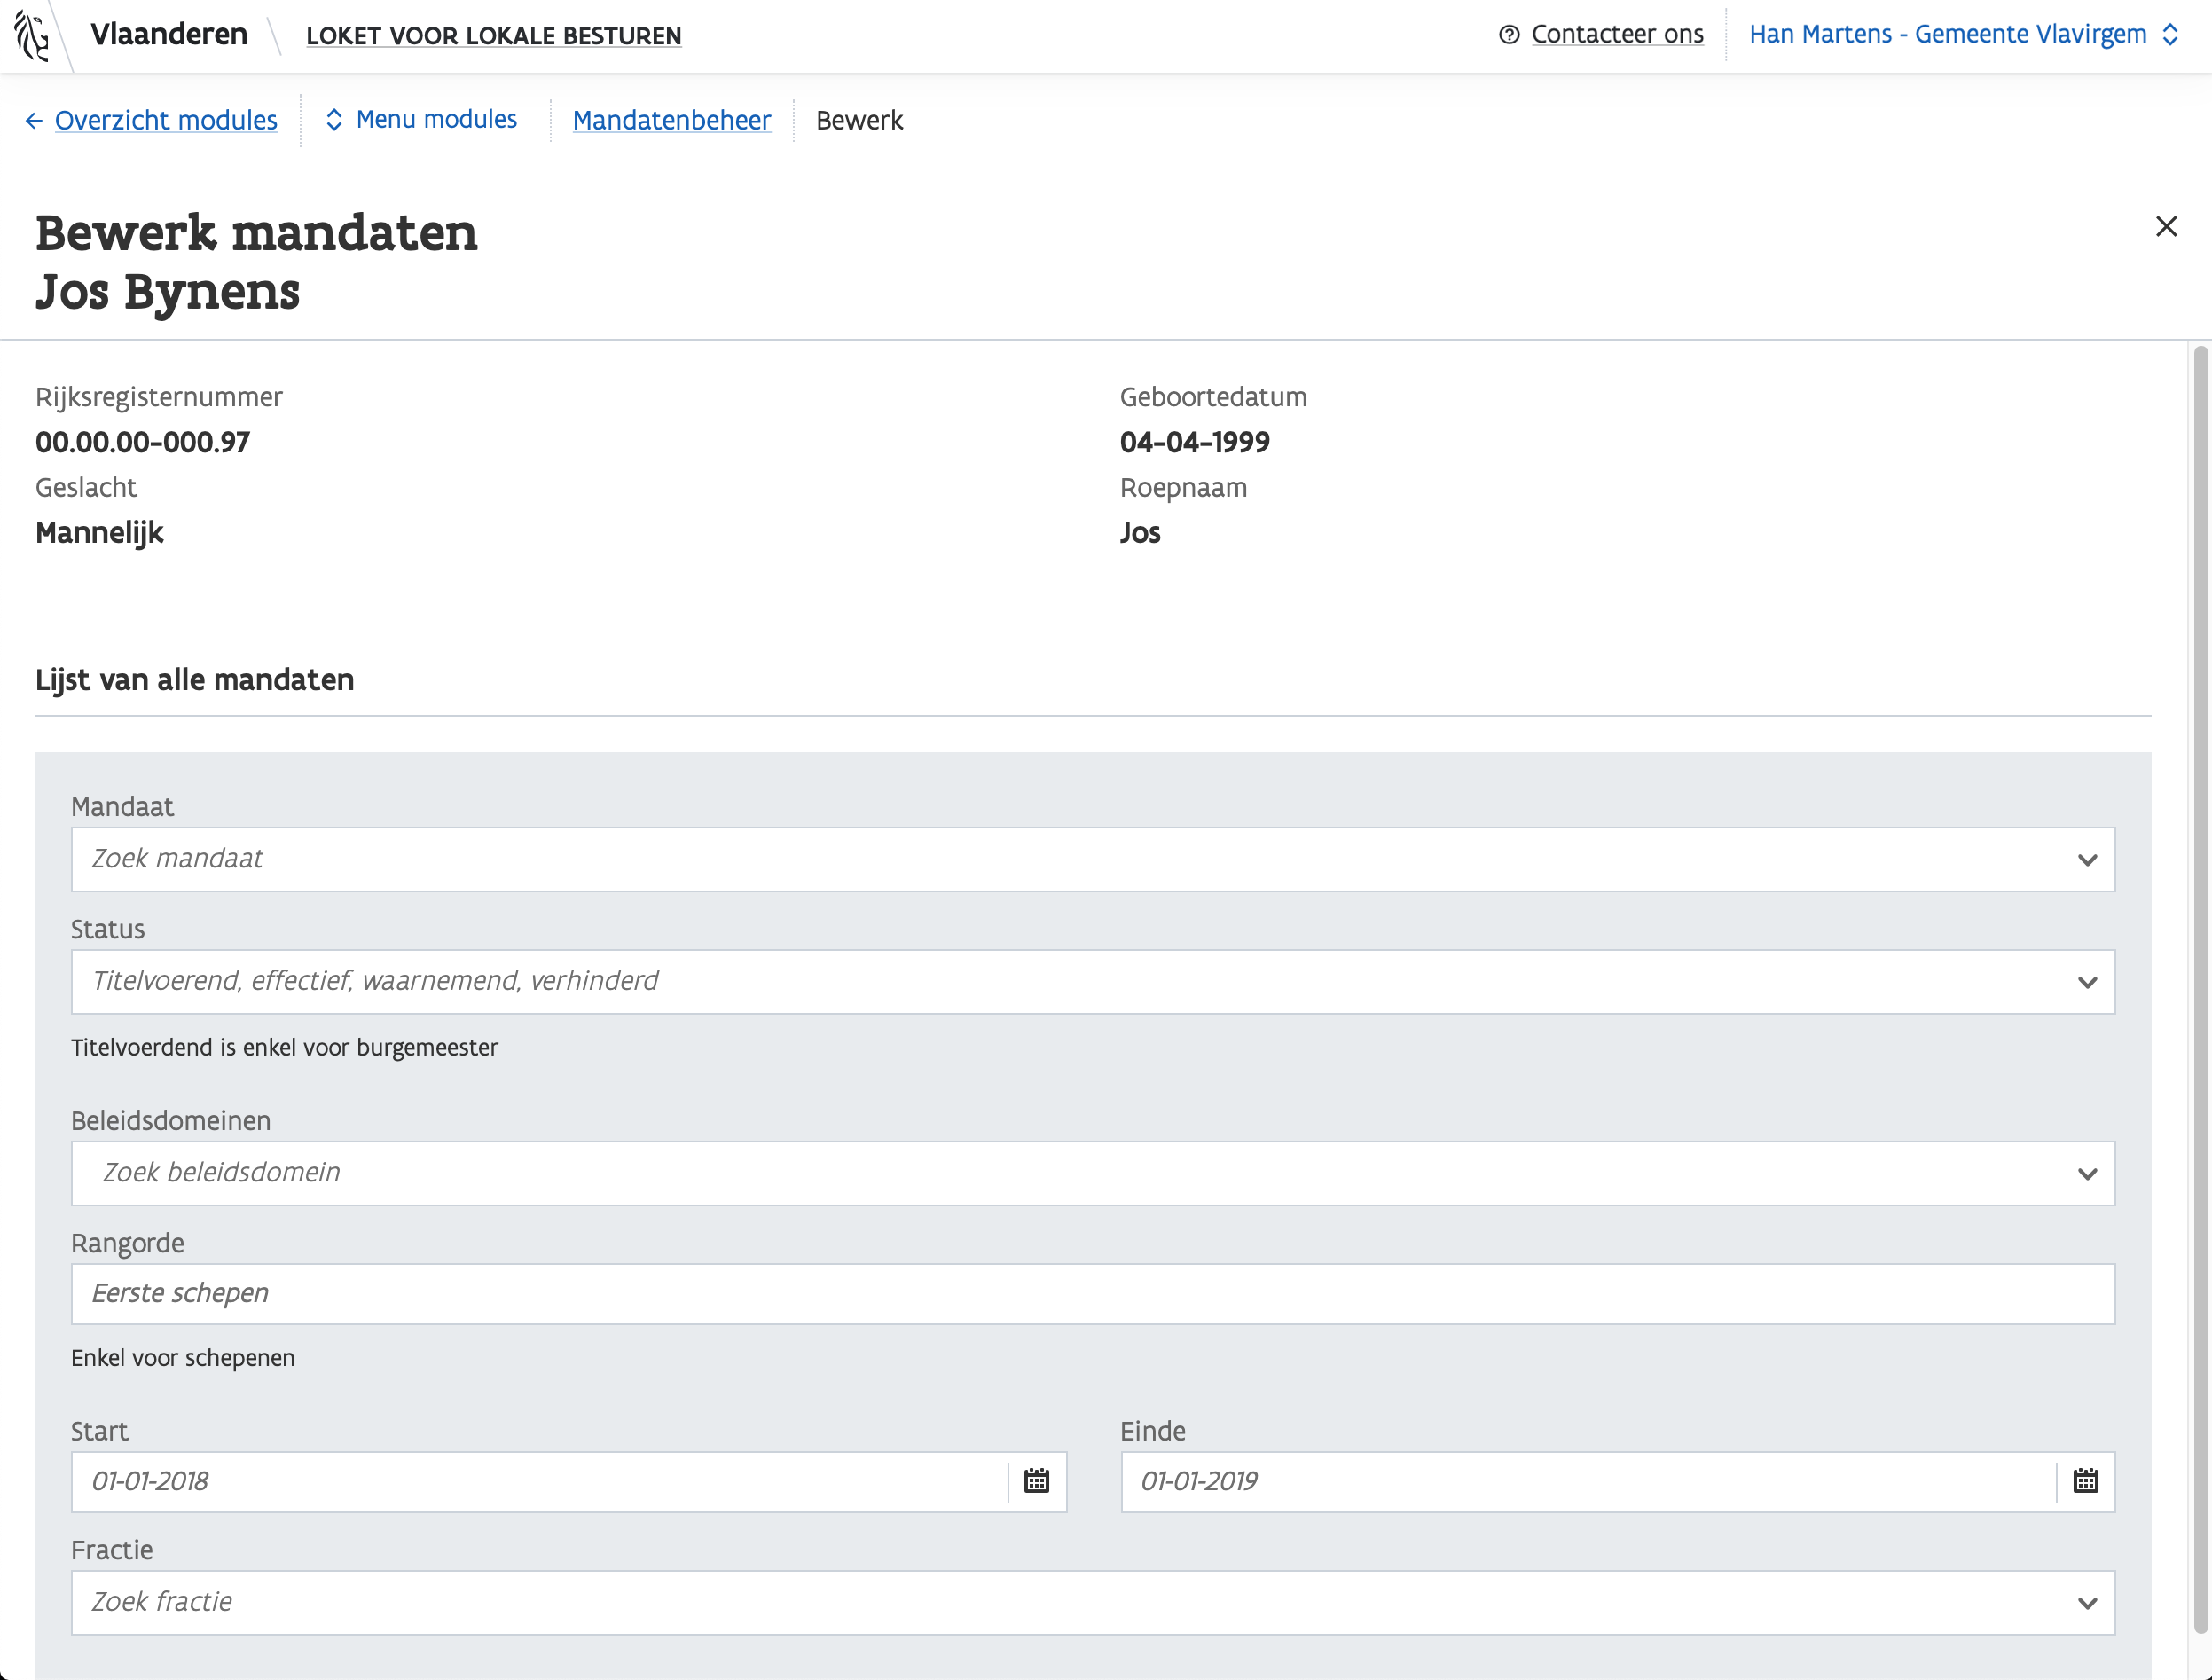 Vlaanderen LOKET VOOR LOKALE BESTUREN Contacteer ons Han Martens - Gemeente Vlavirgem
Overzicht modules Menu modules Mandatenbeheer Bewerk
Bewerk mandaten
Jos Bynens
Rijksregisternummer Geboortedatum
00.00.00-000.97 04-04-1999
Geslacht Roepnaam
Mannelijk Jos
Lijst van alle mandaten
Mandaat
Zoek mandaat
Status
Titelvoerend, effectief, waarnemend, verhinderd
Titelvoerdend is enkel voor burgemeester
Beleidsdomeinen
Zoek beleidsdomein
Rangorde
Eerste schepen
Enkel voor schepenen
Start Einde
01-01-2018 01-01-2019
Fractie
Zoek fractie